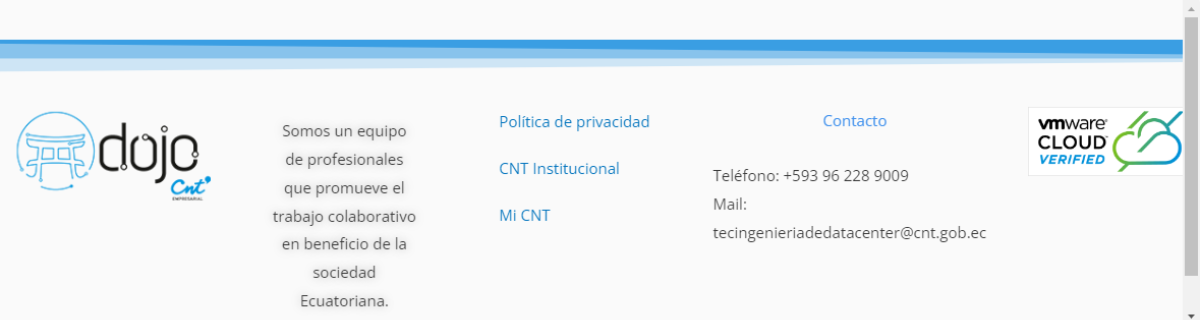 dojo
Cnt
EMPRESARIAL
Somos un equipo
de profesionales
que promueve el
trabajo colaborativo
en beneficio de la
sociedad
Ecuatoriana.
Política de privacidad
CNT Institucional
Mi CNT
Contacto
Teléfono: +593 96 228 9009
Mail:
tecingenieriadedatacenter@cnt.gob.ec
vmware
CLOUD
VERIFIED